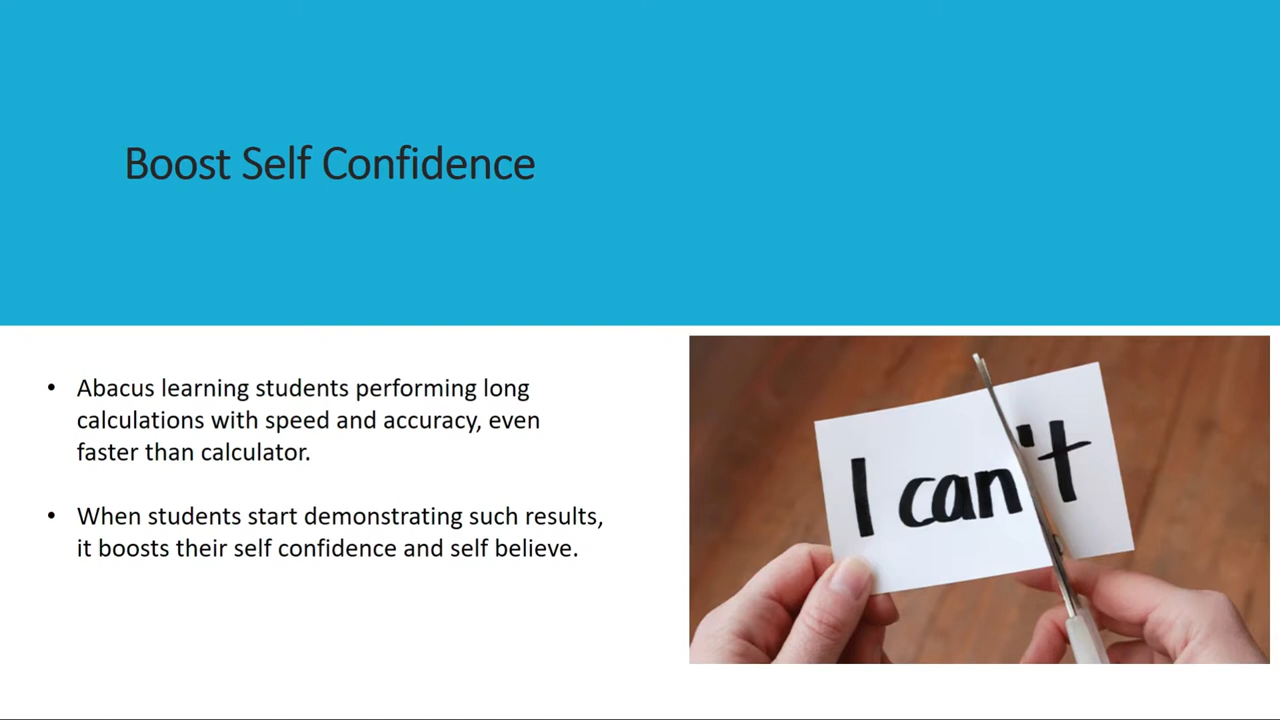 Boost Self Confidence
• Abacus learning students performing long
calculations with speed and accuracy, even
faster than calculator.
• When students start demonstrating such results,
it boosts their self confidence and self believe.
I can't